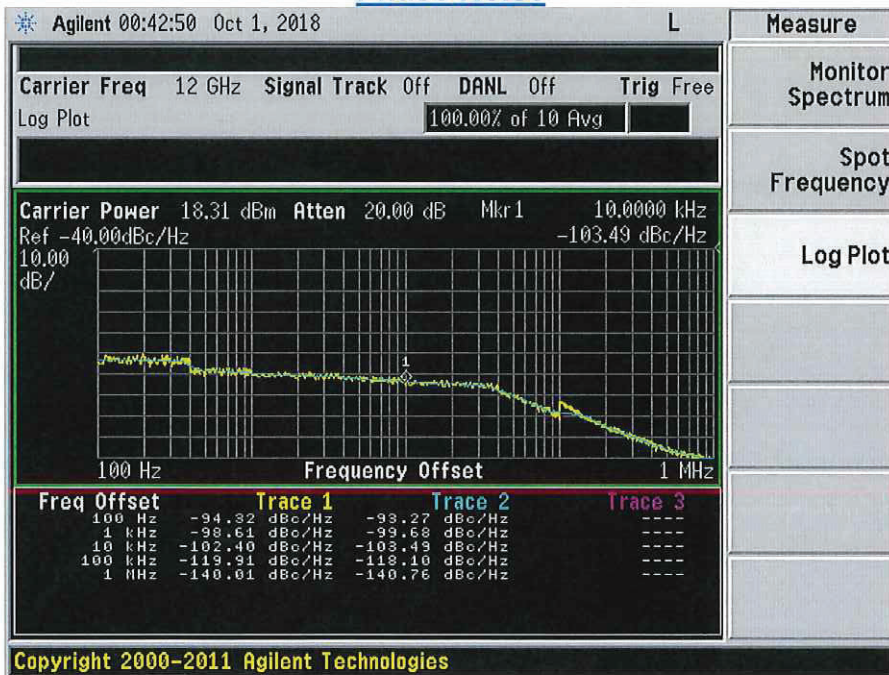 Agilent 00:42:50 Oct 1, 2018 L
Measure
Carrier Freq 12 GHz Signal Track Off DANL Off Trig Free
Log Plot 100.00% of 10 Avg
Monitor
Spectrum
Spot
Frequency
Log Plot
Carrier Power 18.31 dBm Atten 20.00 dB Mkr1 10.0000 kHz
Ref -40.00dBc/Hz -103.49 dBc/Hz
10.00
dB/
1
100 Hz Frequency Offset 1 MHz
Freq Offset Trace 1 Trace 2 Trace 3
100 Hz -94.32 dBc/Hz -93.27 dBc/Hz ----
1 kHz -98.61 dBc/Hz -99.68 dBc/Hz ----
10 kHz -102.40 dBc/Hz -103.49 dBc/Hz ----
100 kHz -119.91 dBc/Hz -118.10 dBc/Hz ----
1 MHz -140.01 dBc/Hz -140.76 dBc/Hz ----
Copyright 2000-2011 Agilent Technologies